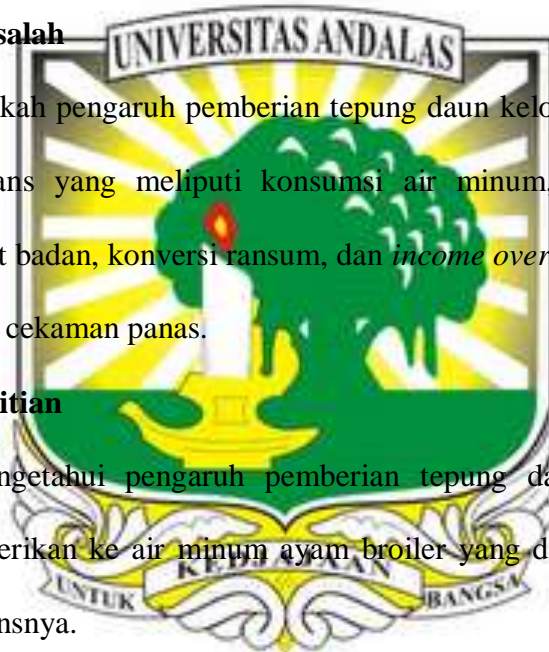 salah
UNIVERSITAS ANDALAS
kah pengaruh pemberian tepung daun kelo
ans yang meliputi konsumsi air minum,
t badan, konversi ransum, dan income over
cekaman panas.
itian
ngetahui pengaruh pemberian tepung da
erikan ke air minum ayam broiler yang d
nsnya.
UNTUK KEDJAJAAN BANGSA